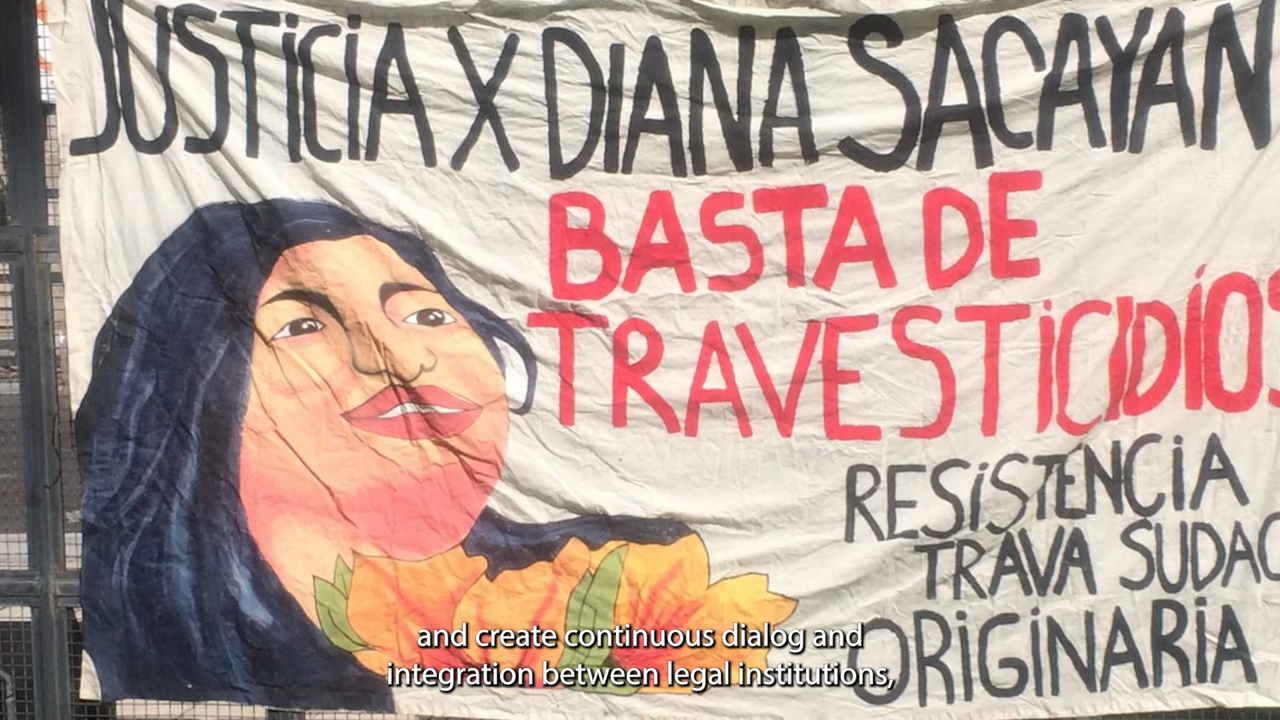 JUSTICIA X DIANA SACAYAN
BASTA DE
TRAVESTICIDIOS
RESISTENCIA
TRAVA SUDAC
ORIGINARIA
and create continuous dialog and
integration between legal institutions,